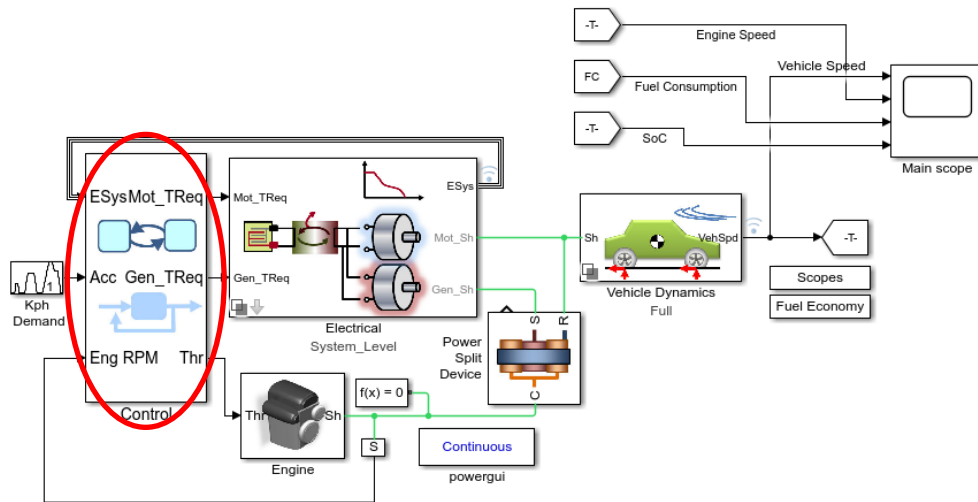 -T-
Engine Speed
Vehicle Speed
FC
Fuel Consumption
-T-
SoC
Main scope
ESys
Mot_TReq
Acc
Gen_TReq
Eng RPM
Thr
Control
1
Kph
Demand
Mot_TReq
Gen_TReq
ESys
Mot_Sh
Gen_Sh
Electrical
System_Level
Sh
VehSpd
Vehicle Dynamics
Full
-T-
Scopes
Fuel Economy
Power
Split
Device
S
R
C
Thr
Sh
Engine
f(x) = 0
S
Continuous
powergui